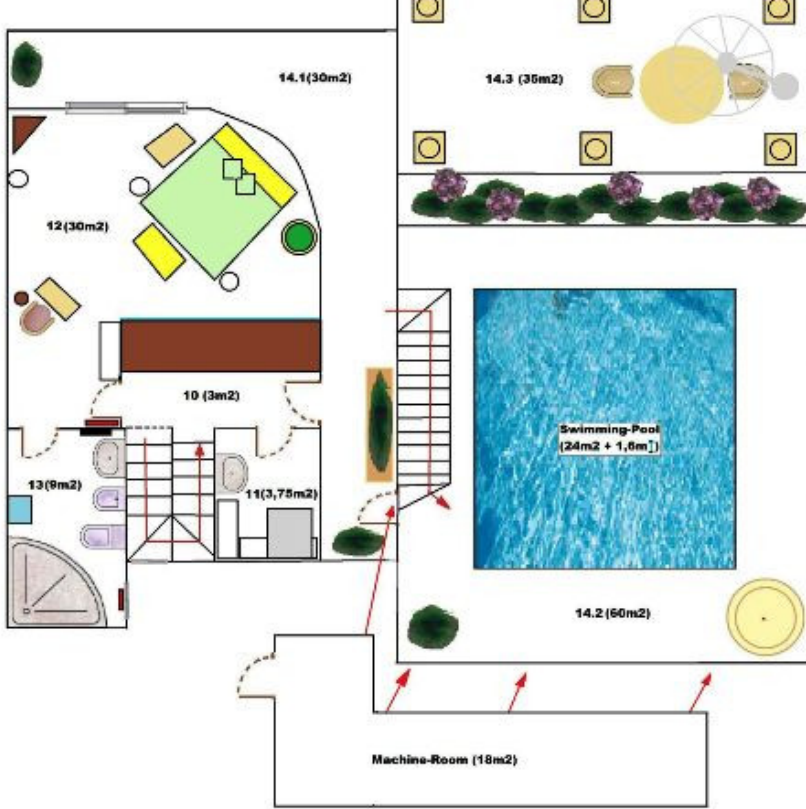 14.1(30m2)
14.3 (35m2)
12(30m2)
10 (3m2)
Swimming-Pool
(24m2 + 1,6m³)
13(9m2)
11(3,75m2)
14.2(60m2)
Machine-Room (18m2)